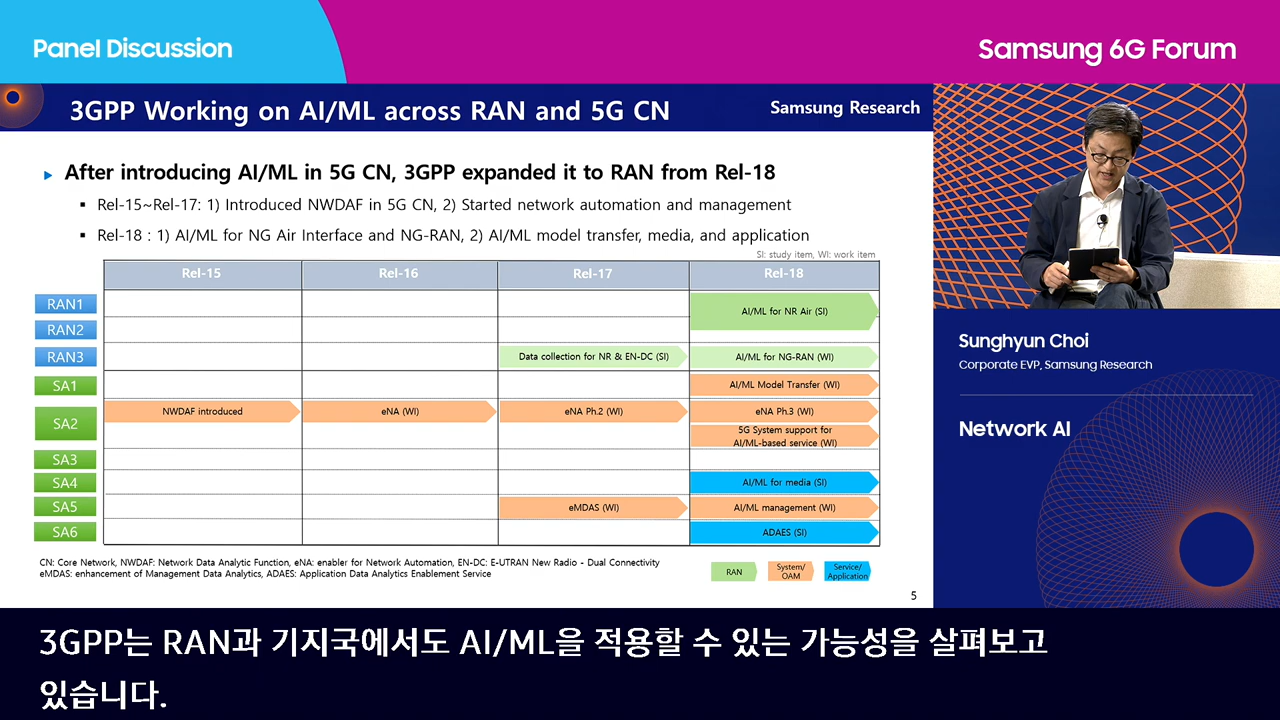 Panel Discussion
Samsung 6G Forum
3GPP Working on AI/ML across RAN and 5G CN
Samsung Research
After introducing AI/ML in 5G CN, 3GPP expanded it to RAN from Rel-18
Rel-15~Rel-17: 1) Introduced NWDAF in 5G CN, 2) Started network automation and management
Rel-18 : 1) AI/ML for NG Air Interface and NG-RAN, 2) AI/ML model transfer, media, and application
SI: study item, WI: work item
Rel-15 Rel-16 Rel-17 Rel-18
RAN1
AI/ML for NR Air (SI)
RAN2
RAN3 Data collection for NR & EN-DC (SI) AI/ML for NG-RAN (WI)
SA1 AI/ML Model Transfer (WI)
SA2 NWDAF introduced eNA (WI) eNA Ph.2 (WI) eNA Ph.3 (WI)
5G System support for
AI/ML-based service (WI)
SA3
SA4 AI/ML for media (SI)
SA5 eMDAS (WI) AI/ML management (WI)
SA6 ADAES (SI)
CN: Core Network, NWDAF: Network Data Analytic Function, eNA: enabler for Network Automation, EN-DC: E-UTRAN New Radio - Dual Connectivity
eMDAS: enhancement of Management Data Analytics, ADAES: Application Data Analytics Enablement Service
RAN
System/
OAM
Service/
Application
5
Sunghyun Choi
Corporate EVP, Samsung Research
Network AI
3GPP는 RAN과 기지국에서도 AI/ML을 적용할 수 있는 가능성을 살펴보고
있습니다.